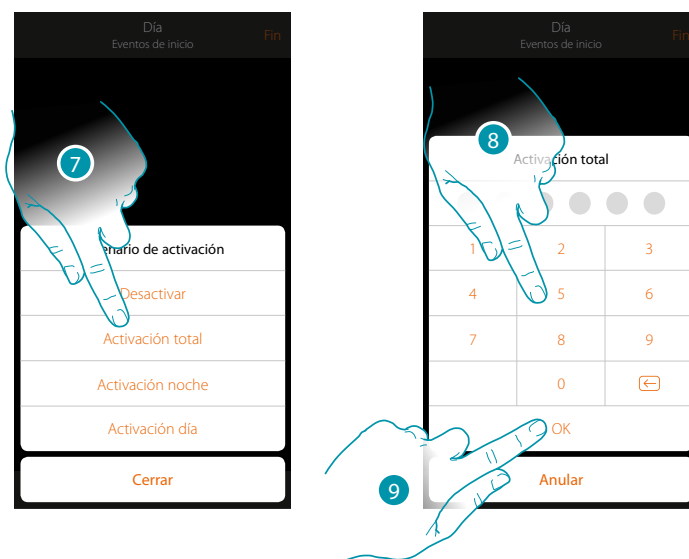 Día
Eventos de inicio
Fin
7
enario de activación
Desactivar
Activación total
Activación noche
Activación día
Cerrar
Día
Eventos de inicio
Fin
8
Activación total
1 2 3
4 5 6
7 8 9
0
OK
9
Anular